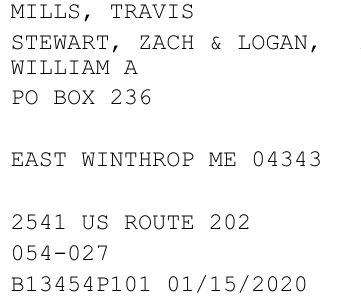 MILLS, TRAVIS
STEWART, ZACH & LOGAN,
WILLIAM A
PO BOX 236
EAST WINTHROP ME 04343
2541 US ROUTE 202
054-027
B13454P101 01/15/2020